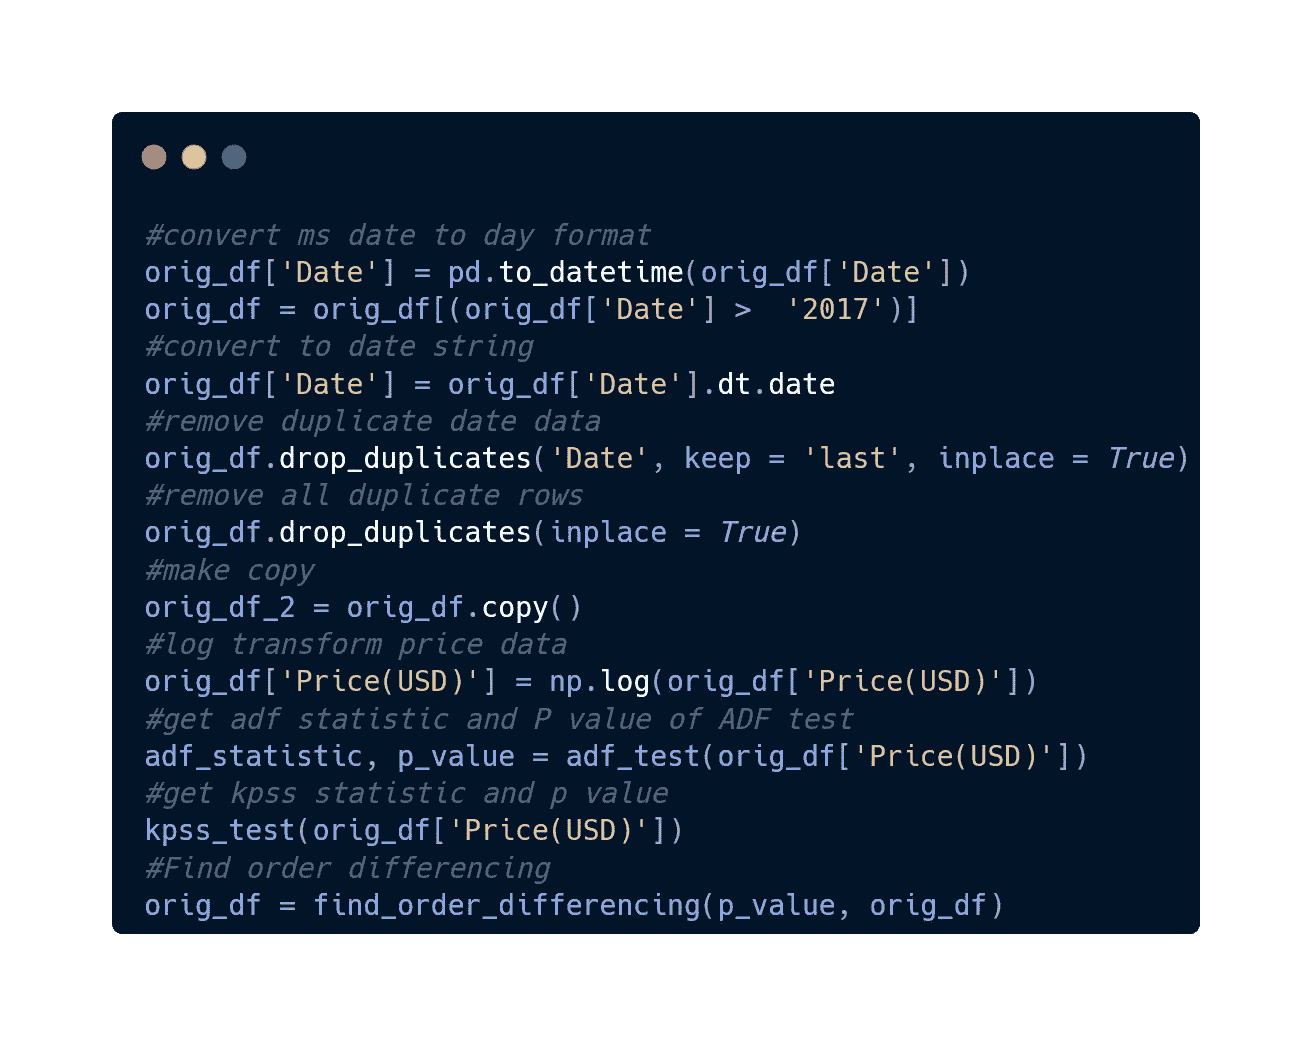 #convert ms date to day format
orig_df['Date'] = pd.to_datetime(orig_df['Date'])
orig_df = orig_df[(orig_df['Date'] >  '2017')]
#convert to date string
orig_df['Date'] = orig_df['Date'].dt.date
#remove duplicate date data
orig_df.drop_duplicates('Date', keep = 'last', inplace = True)
#remove all duplicate rows
orig_df.drop_duplicates(inplace = True)
#make copy
orig_df_2 = orig_df.copy()
#log transform price data
orig_df['Price(USD)'] = np.log(orig_df['Price(USD)'])
#get adf statistic and P value of ADF test
adf_statistic, p_value = adf_test(orig_df['Price(USD)'])
#get kpss statistic and p value
kpss_test(orig_df['Price(USD)'])
#Find order differencing
orig_df = find_order_differencing(p_value, orig_df)